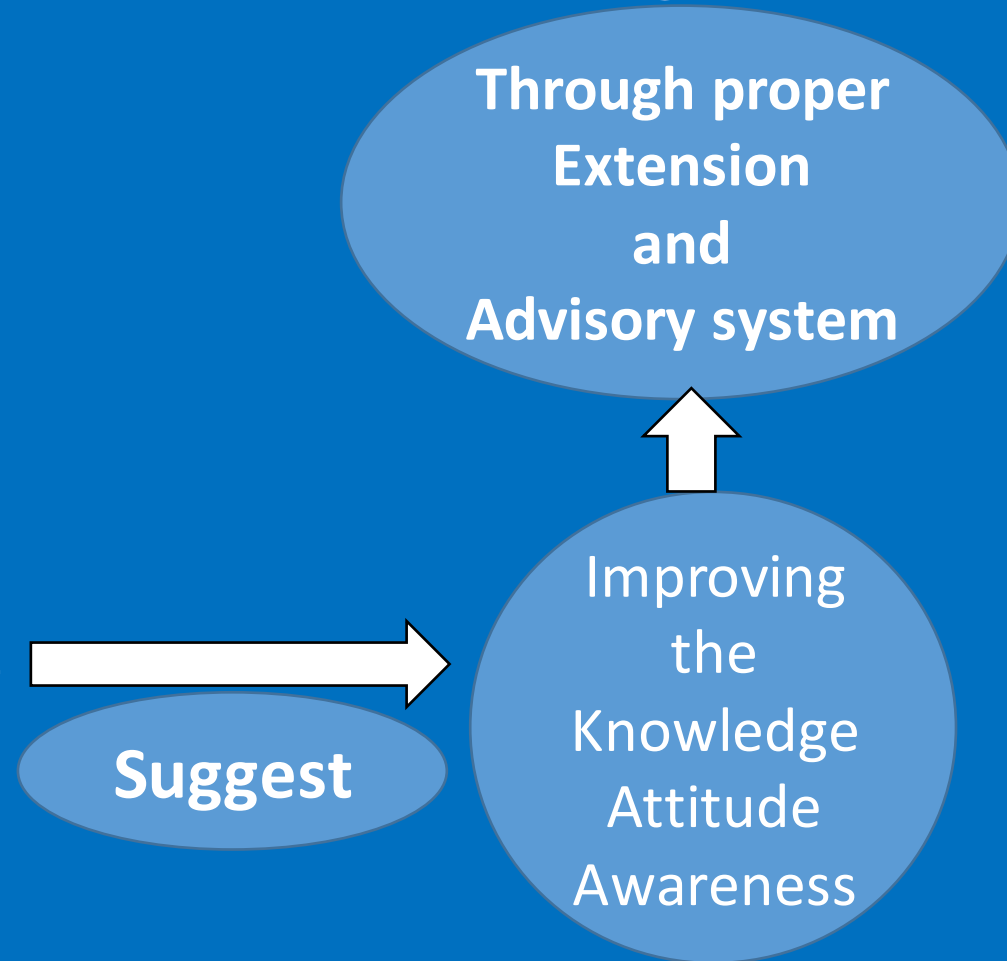 Through proper
Extension
and
Advisory system
Improving
the
Knowledge
Attitude
Awareness
Suggest